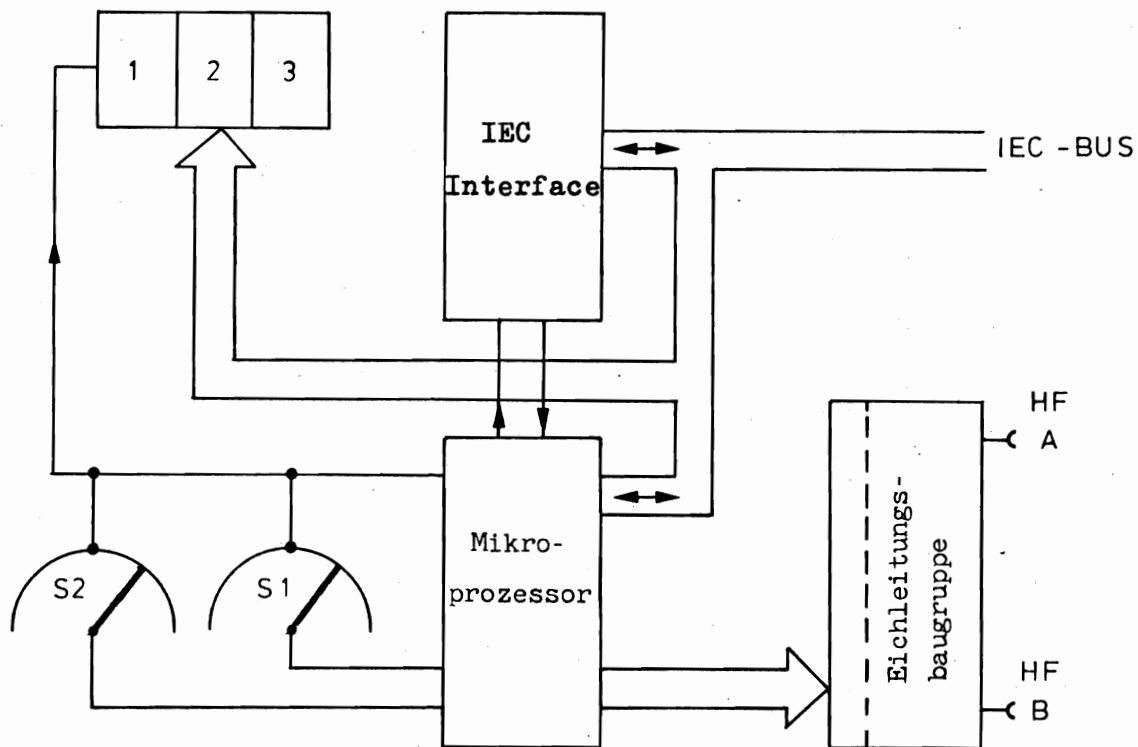 1 2 3
IEC
Interface
IEC-BUS
HF
A
S2
S1
Mikro-
prozessor
Eichleitungs-
baugruppe
HF
B